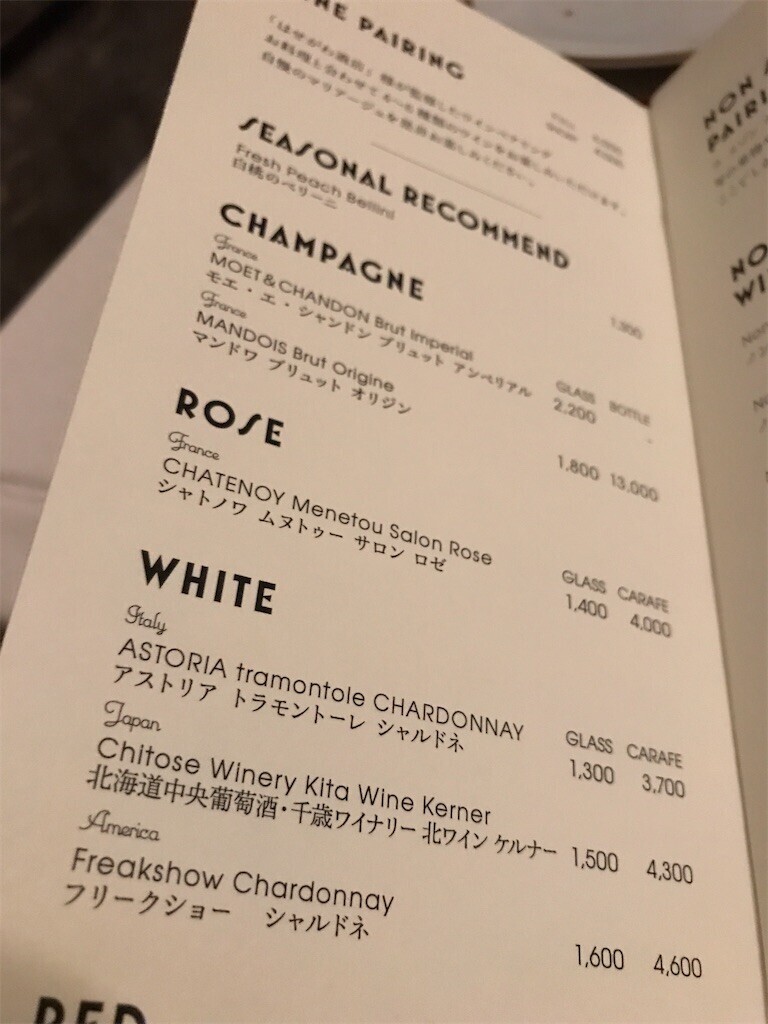 NE PAIRING
SEASONAL RECOMMEND
Fresh Peach Bellini
白桃のベリーニ
1,300
CHAMPAGNE
GLASS BOTTLE
France
MOET & CHANDON Brut Imperial
2,200 -
モエ・エ・シャンドン ブリュット アンペリアル
France
MANDOIS Brut Origine
1,800 13,000
マンドワ ブリュット オリジン
ROSE
GLASS CARAFE
France
CHATENOY Menetou Salon Rose
1,400 4,000
シャトノワ ムヌトゥー サロン ロゼ
WHITE
GLASS CARAFE
Italy
ASTORIA tramontole CHARDONNAY
1,300 3,700
アストリア トラモントーレ シャルドネ
Japan
Chitose Winery Kita Wine Kerner
1,500 4,300
北海道中央葡萄酒・千歳ワイナリー 北ワイン ケルナー
America
Freakshow Chardonnay
1,600 4,600
フリークショー シャルドネ
RED
NON
PAIRI
NO
WI